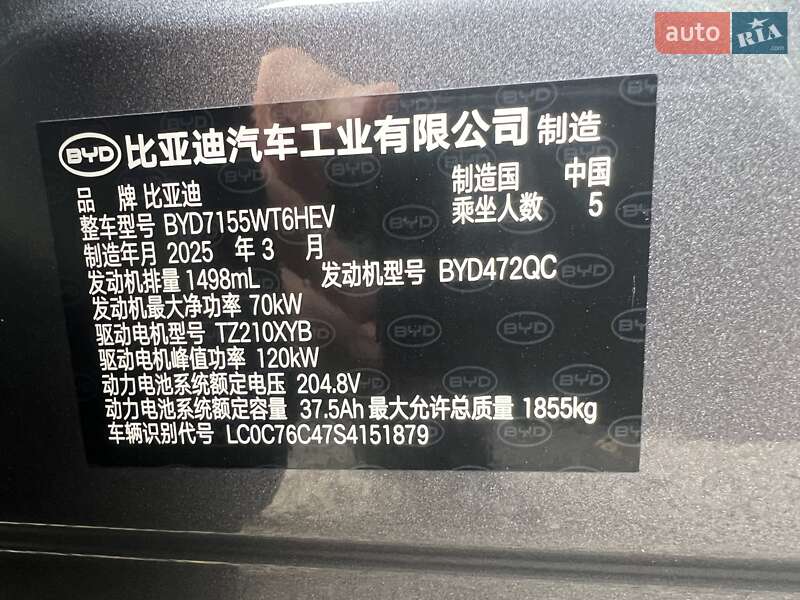 auto RIA .com
BYD 比亚迪汽车工业有限公司 制造
品 牌 比亚迪 制造国 中国
整车型号 BYD7155WT6HEV 乘坐人数 5
制造年月 2025 年 3 月
发动机排量 1498mL 发动机型号 BYD472QC
发动机最大净功率 70kW
驱动电机型号 TZ210XYB
驱动电机峰值功率 120kW
动力电池系统额定电压 204.8V
动力电池系统额定容量 37.5Ah 最大允许总质量 1855kg
车辆识别代号 LC0C76C47S4151879